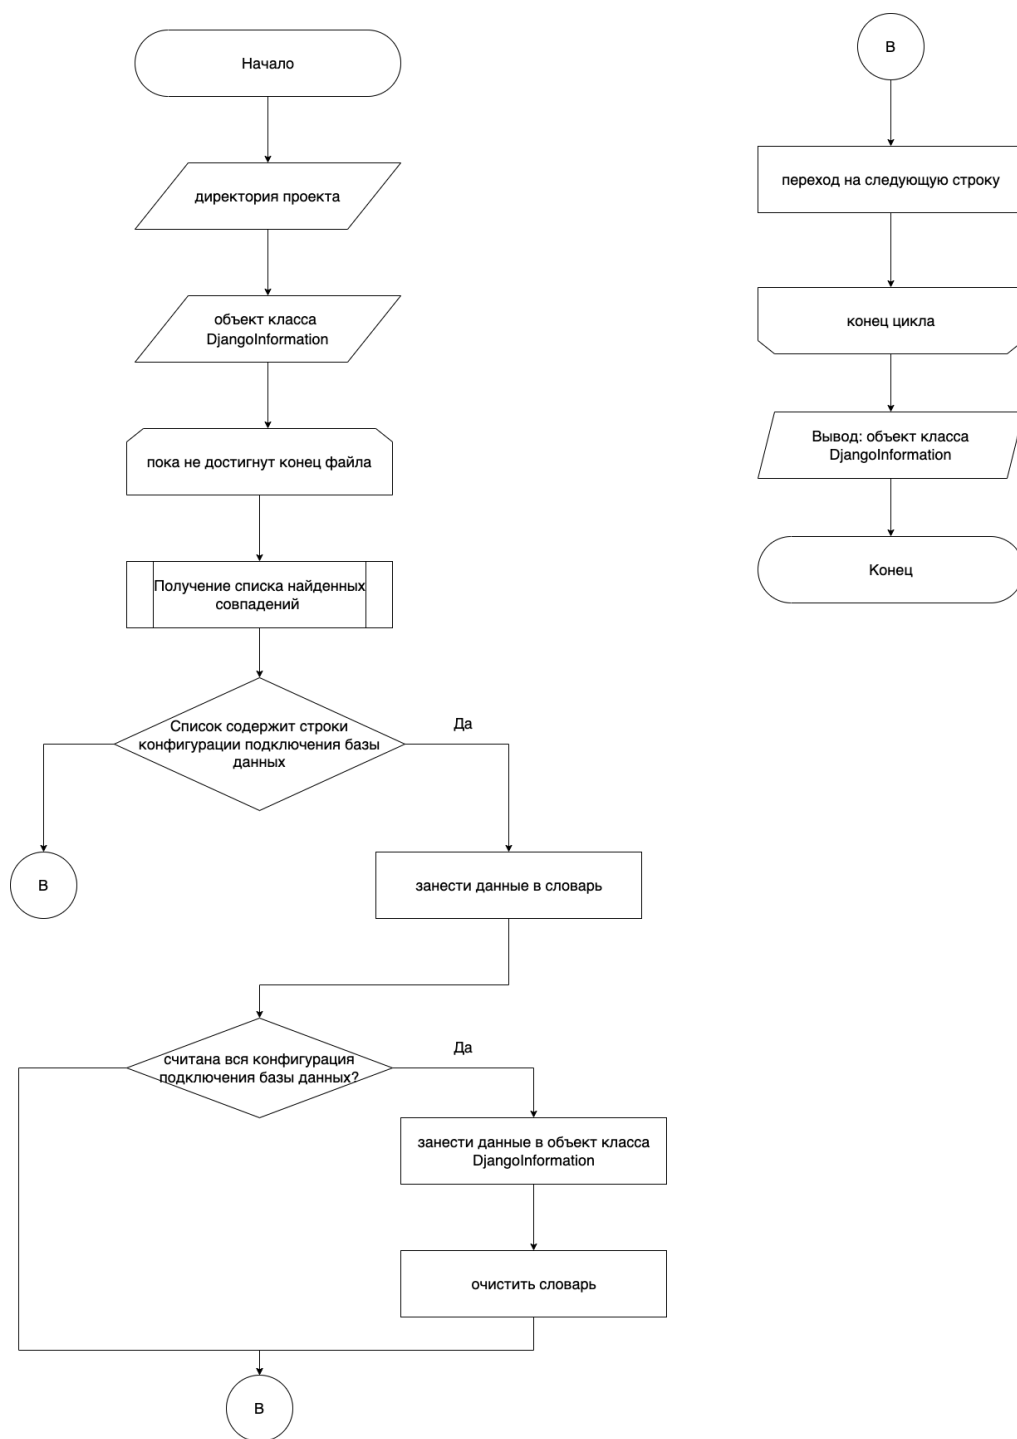 Начало
директория проекта
объект класса
DjangoInformation
пока не достигнут конец файла
Получение списка найденных
совпадений
Список содержит строки
конфигурации подключения базы
данных
Да
В
занести данные в словарь
считана вся конфигурация
подключения базы данных?
Да
занести данные в объект класса
DjangoInformation
очистить словарь
В
В
переход на следующую строку
конец цикла
Вывод: объект класса
DjangoInformation
Конец